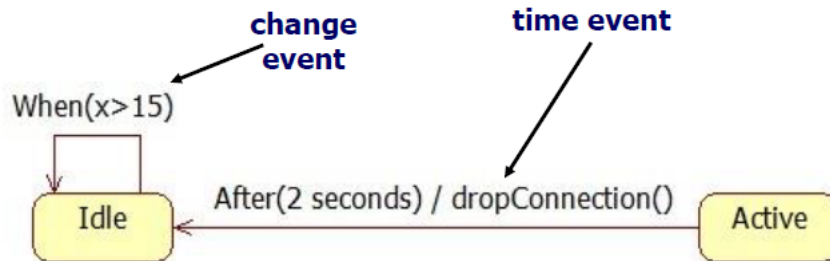 change
event
time event
When(x>15)
After(2 seconds) / dropConnection()
Idle
Active